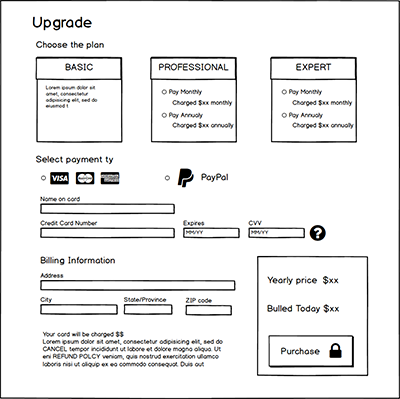 Upgrade
Choose the plan
BASIC
Lorem ipsum dolor sit
amet, consectetur
adipisicing elit, sed do
eiusmod t
PROFESSIONAL
Pay Monthly
Charged $xx monthly
Pay Annualy
Charged $xx annually
EXPERT
Pay Monthly
Charged $xx monthly
Pay Annualy
Charged $xx annually
Select payment ty
VISA
PayPal
Name on card
Credit Card Number
Expires
CVV
MM/YY
MM/YY
?
Billing Information
Address
City
State/Province
ZIP code
Yearly price $xx
Bulled Today $xx
Purchase
Your card will be charged $$
Lorem ipsum dolor sit amet, consectetur adipisicing elit, sed do
CANCEL tempor incididunt ut labore et dolore magna aliqua. Ut
eni REFUND POLCY veniam, quis nostrud exercitation ullamco
laboris nisi ut aliquip ex ea commodo consequat. Duis aut